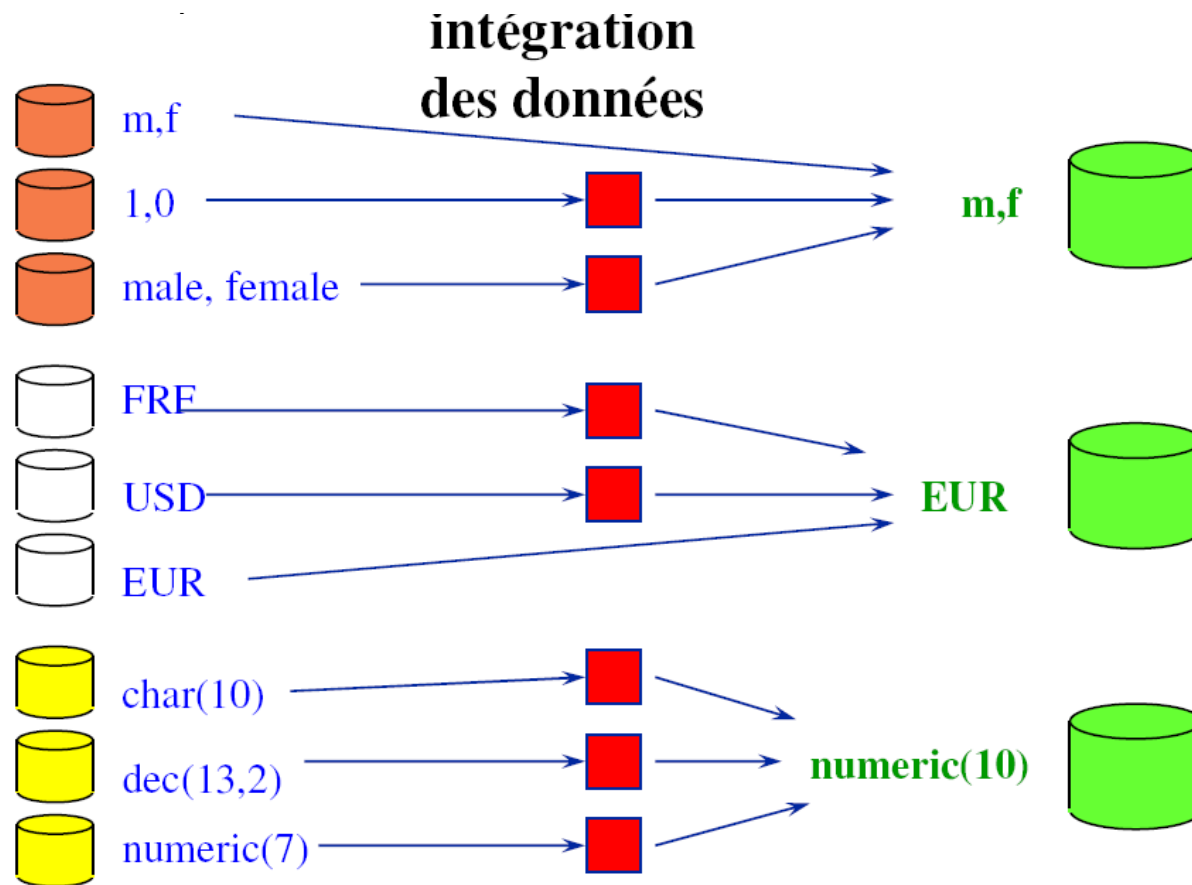 intégration
des données
m,f
1,0
m,f
male, female
FRF
USD
EUR
EUR
char(10)
dec(13,2)
numeric(10)
numeric(7)